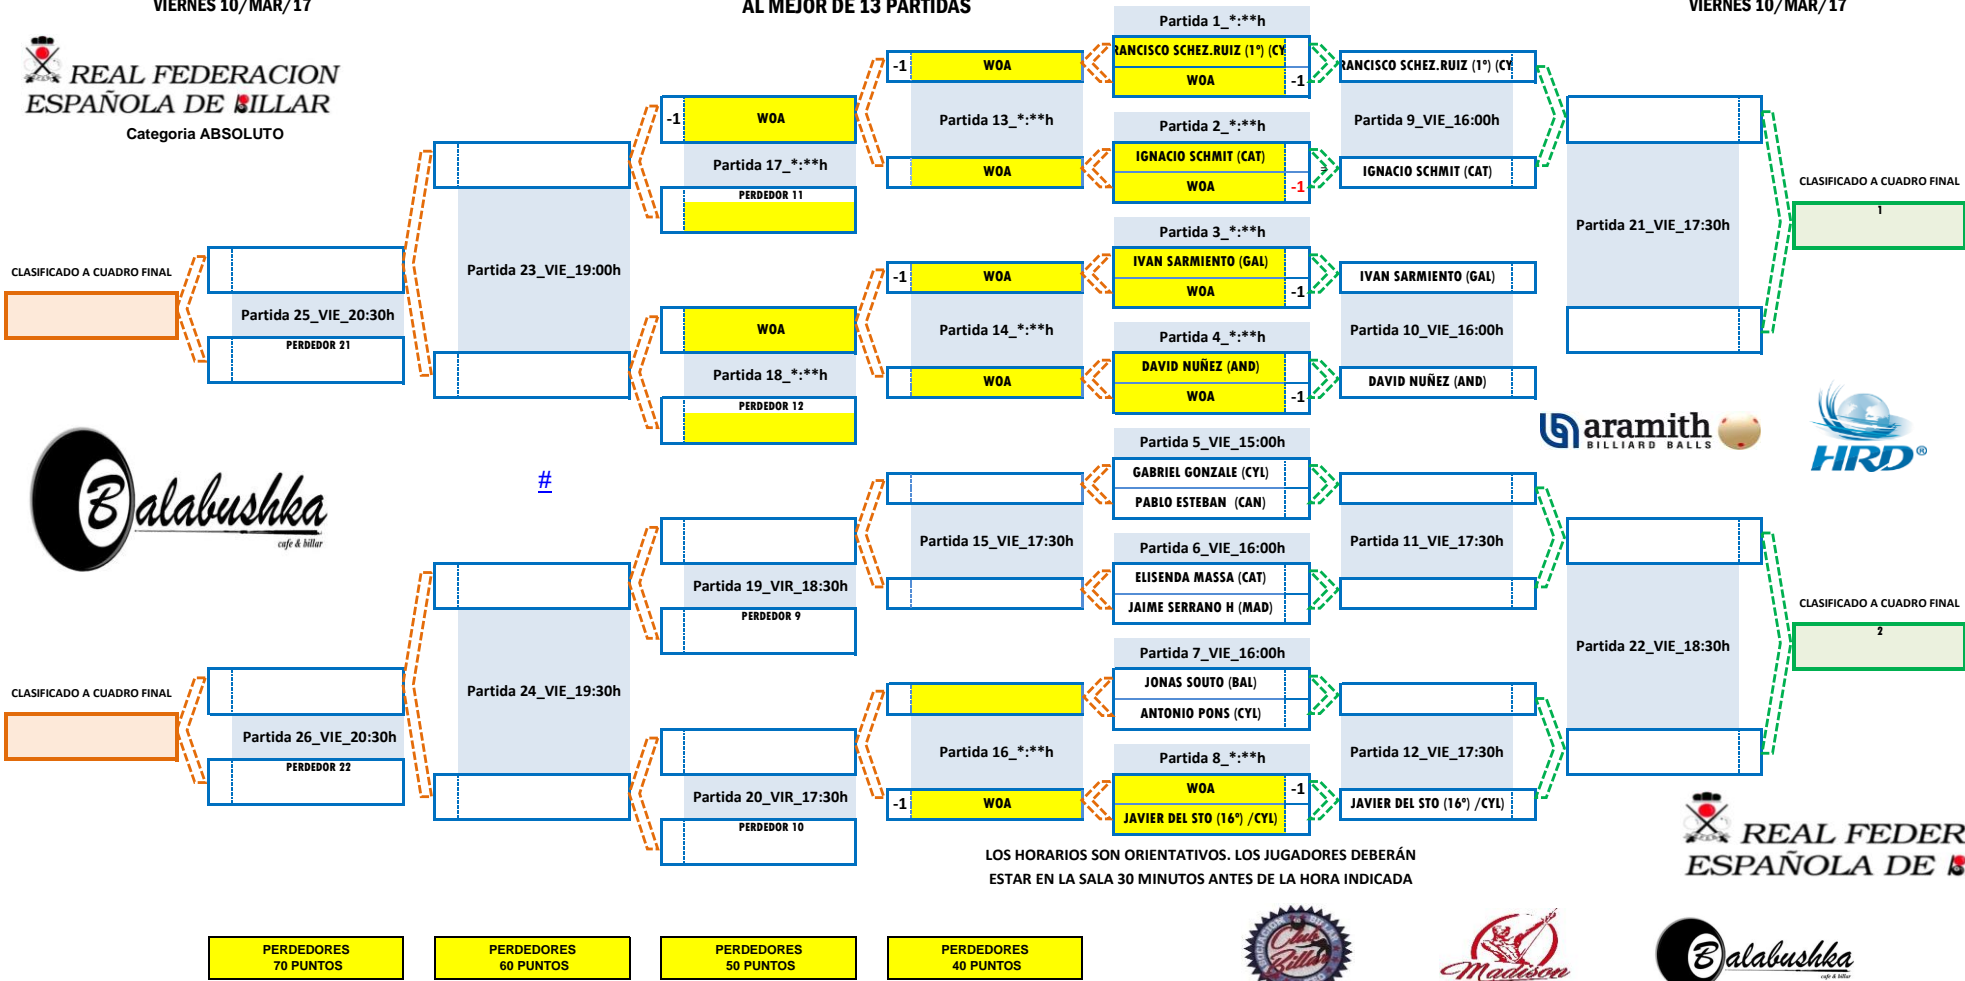 VIERNES 10/MAR/17
AL MEJOR DE 13 PARTIDAS
VIERNES 10/MAR/17
REAL FEDERACION
ESPAÑOLA DE BILLAR
Categoria ABSOLUTO
CLASIFICADO A CUADRO FINAL
Partida 25_VIE_20:30h
PERDEDOR 21
CLASIFICADO A CUADRO FINAL
Partida 26_VIE_20:30h
PERDEDOR 22
Partida 23_VIE_19:00h
Partida 24_VIE_19:30h
-1 WOA
Partida 17_*:**h
PERDEDOR 11
WOA
Partida 18_*:**h
PERDEDOR 12
Partida 19_VIR_18:30h
PERDEDOR 9
Partida 20_VIR_17:30h
PERDEDOR 10
-1 WOA
Partida 13_*:**h
WOA
-1 WOA
Partida 14_*:**h
WOA
Partida 15_VIE_17:30h
Partida 16_*:**h
-1 WOA
Partida 1_*:**h
RANCISCO SCHEZ.RUIZ (1º) (CY
WOA -1
Partida 2_*:**h
IGNACIO SCHMIT (CAT)
WOA -1
Partida 3_*:**h
IVAN SARMIENTO (GAL)
WOA -1
Partida 4_*:**h
DAVID NUÑEZ (AND)
WOA -1
Partida 5_VIE_15:00h
GABRIEL GONZALE (CYL)
PABLO ESTEBAN (CAN)
Partida 6_VIE_16:00h
ELISENDA MASSA (CAT)
JAIME SERRANO H (MAD)
Partida 7_VIE_16:00h
JONAS SOUTO (BAL)
ANTONIO PONS (CYL)
Partida 8_*:**h
WOA -1
JAVIER DEL STO (16º) /CYL)
RANCISCO SCHEZ.RUIZ (1º) (CY
Partida 9_VIE_16:00h
IGNACIO SCHMIT (CAT)
IVAN SARMIENTO (GAL)
Partida 10_VIE_16:00h
DAVID NUÑEZ (AND)
Partida 11_VIE_17:30h
Partida 12_VIE_17:30h
JAVIER DEL STO (16º) /CYL)
Partida 21_VIE_17:30h
Partida 22_VIE_18:30h
CLASIFICADO A CUADRO FINAL
1
CLASIFICADO A CUADRO FINAL
2
aramith
BILLIARD BALLS
HRD®
Balabushka
cafe & billar
#
LOS HORARIOS SON ORIENTATIVOS. LOS JUGADORES DEBERÁN
ESTAR EN LA SALA 30 MINUTOS ANTES DE LA HORA INDICADA
REAL FEDER
ESPAÑOLA DE B
PERDEDORES
70 PUNTOS
PERDEDORES
60 PUNTOS
PERDEDORES
50 PUNTOS
PERDEDORES
40 PUNTOS
Club
Billar
Madison
Balabushka
cafe & billar